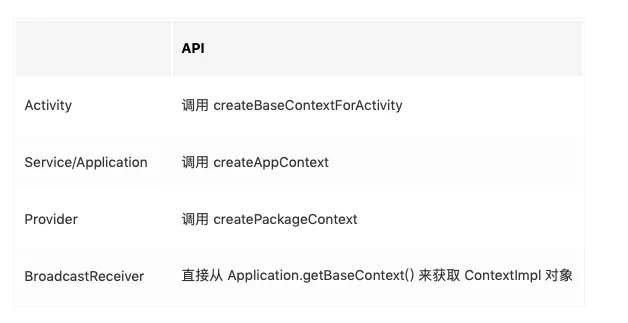 API
Activity 调用 createBaseContextForActivity
Service/Application 调用 createAppContext
Provider 调用 createPackageContext
BroadcastReceiver 直接从 Application.getBaseContext() 来获取 ContextImpl 对象